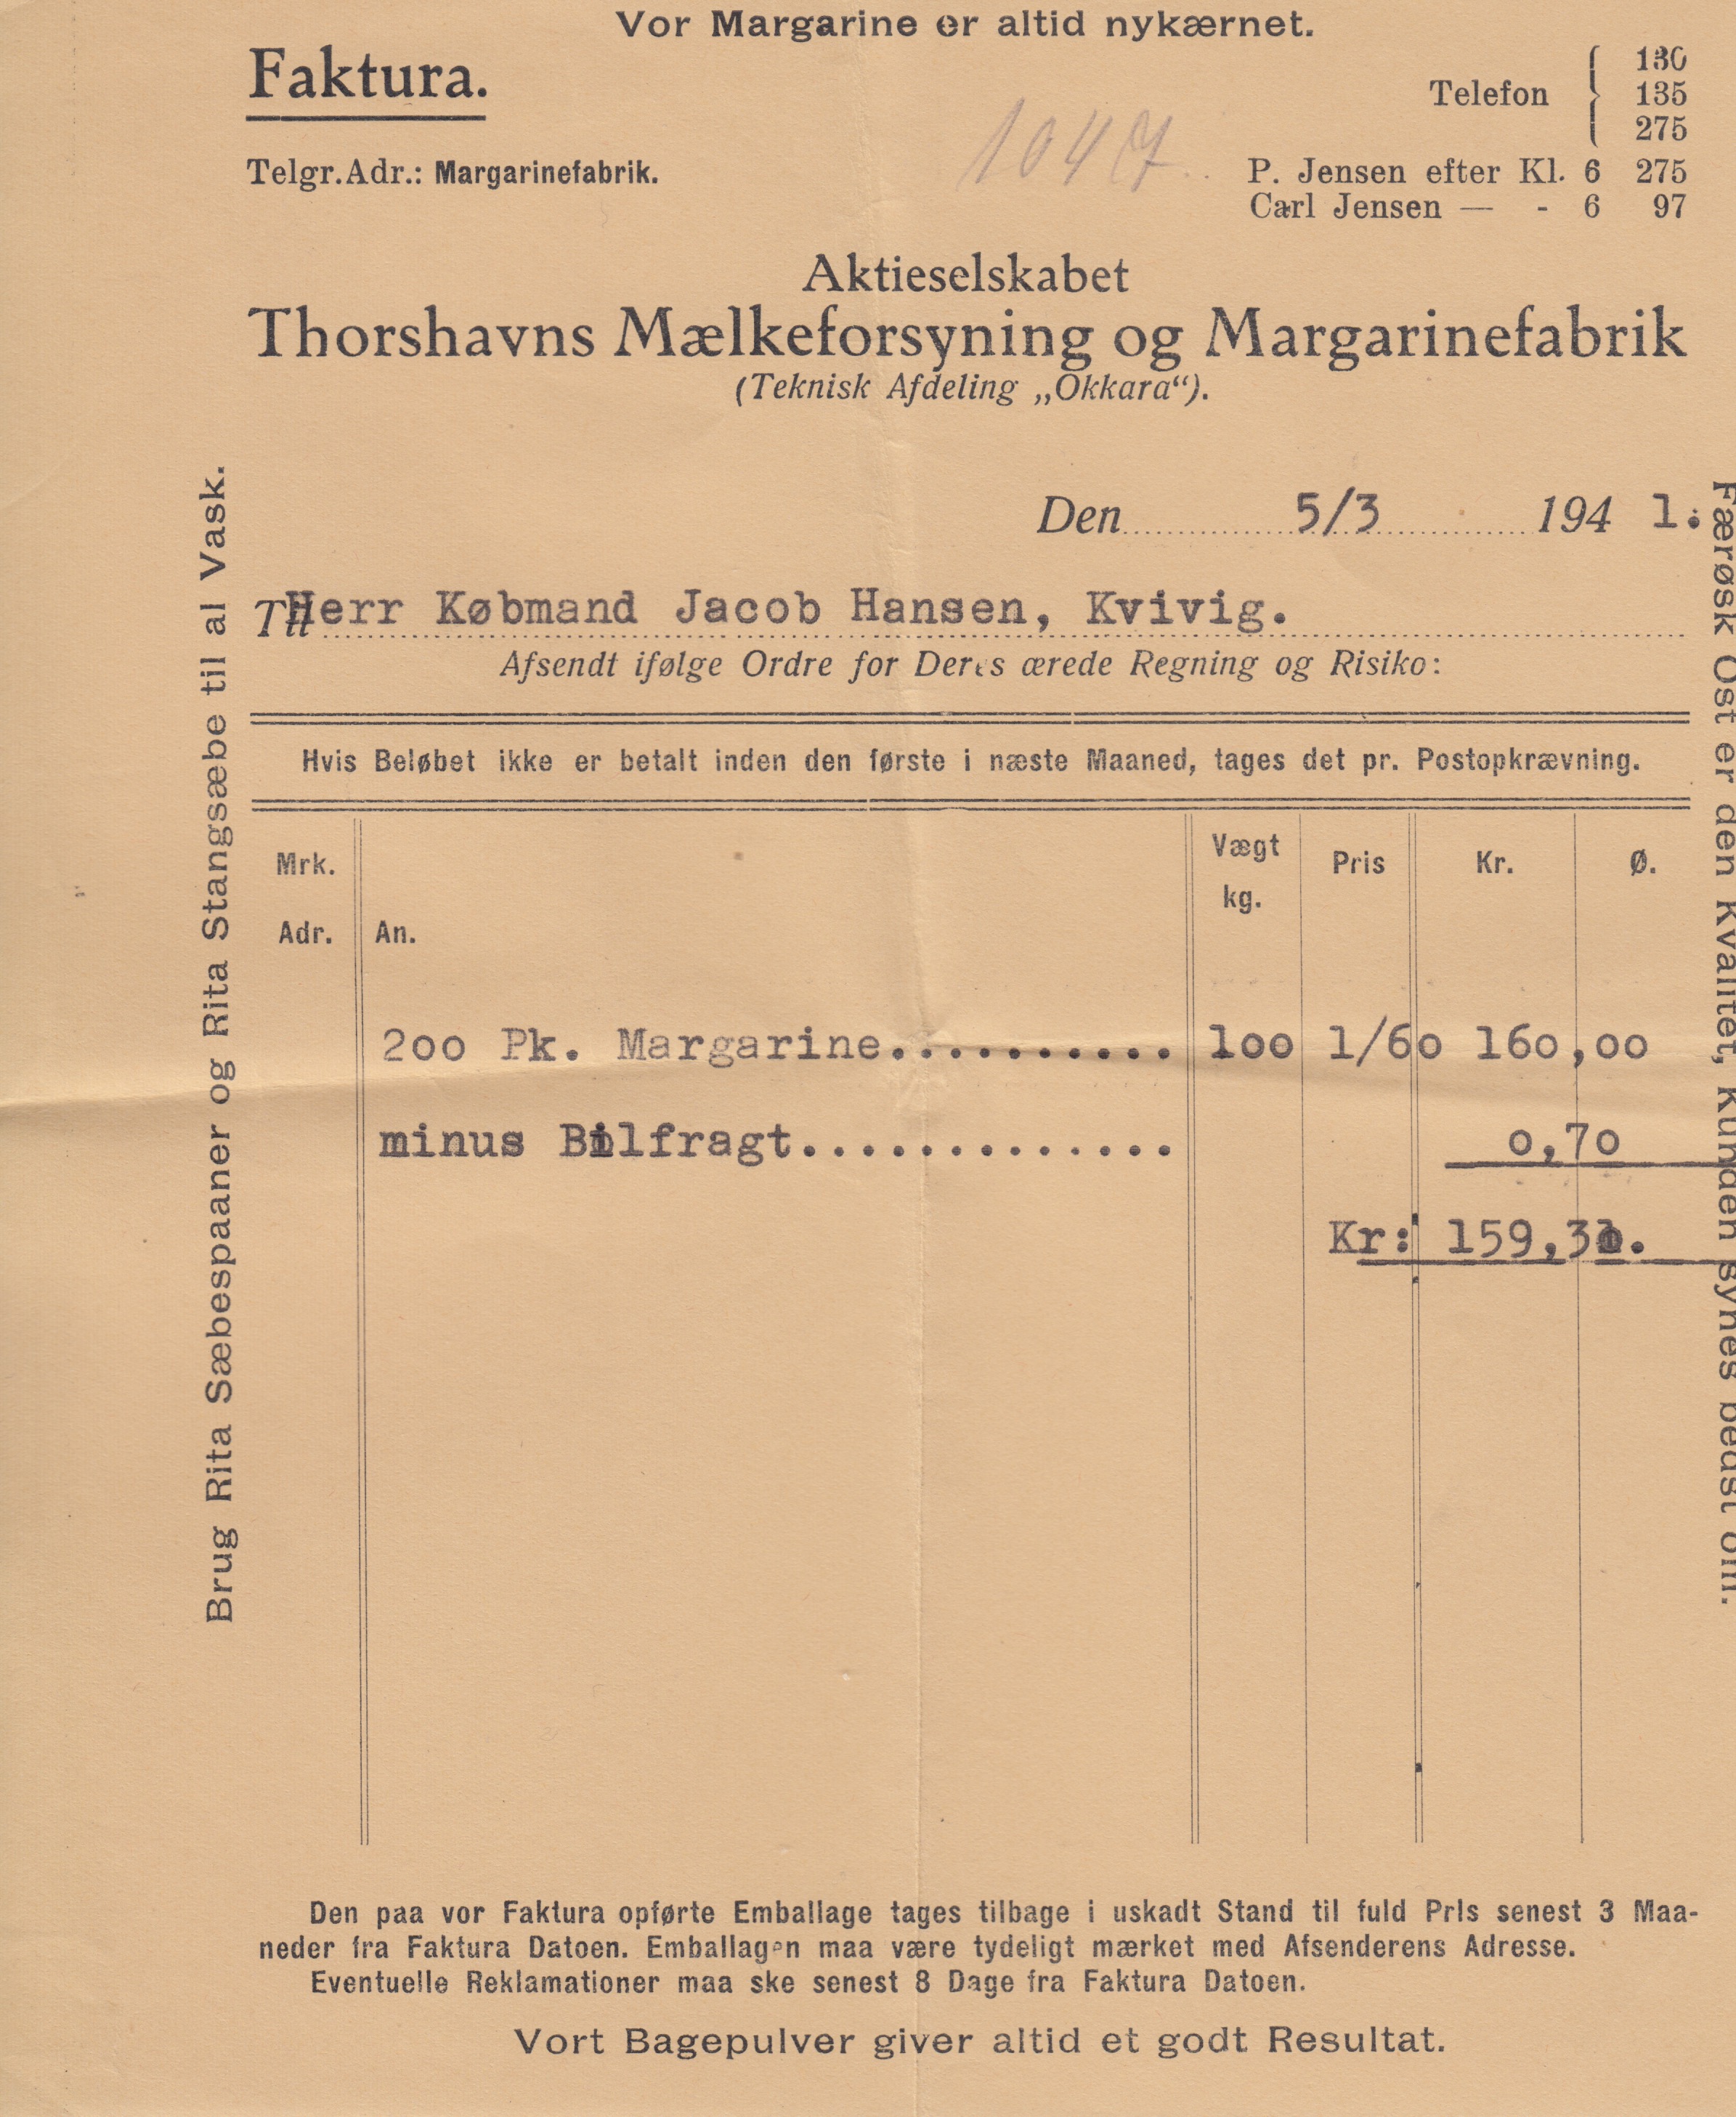 Vor Margarine er altid nykærnet.
Faktura.
Telefon { 130
135
275
1047
Telgr. Adr.: Margarinefabrik.
P. Jensen efter Kl. 6 275
Carl Jensen — - 6 97
Aktieselskabet
Thorshavns Mælkeforsyning og Margarinefabrik
(Teknisk Afdeling „Okkara“).
Den 5/3 194 1.
Til Herr Købmand Jacob Hansen, Kvivig.
Afsendt ifølge Ordre for Deres ærede Regning og Risiko:
Hvis Beløbet ikke er betalt inden den første i næste Maaned, tages det pr. Postopkrævning.
Mrk. Vægt Pris Kr. Ø.
kg.
Adr. An.
200 Pk. Margarine.......... 100 1/60 160,00
minus Bilfragt............. 0,70
Kr: 159,30.
Den paa vor Faktura opførte Emballage tages tilbage i uskadt Stand til fuld Pris senest 3 Maa-
neder fra Faktura Datoen. Emballagen maa være tydeligt mærket med Afsenderens Adresse.
Eventuelle Reklamationer maa ske senest 8 Dage fra Faktura Datoen.
Vort Bagepulver giver altid et godt Resultat.
Brug Rita Sæbespaaner og Rita Stangsæbe til al Vask.
Færøsk Ost er den Kvalitet, Kunden synes bedst om.